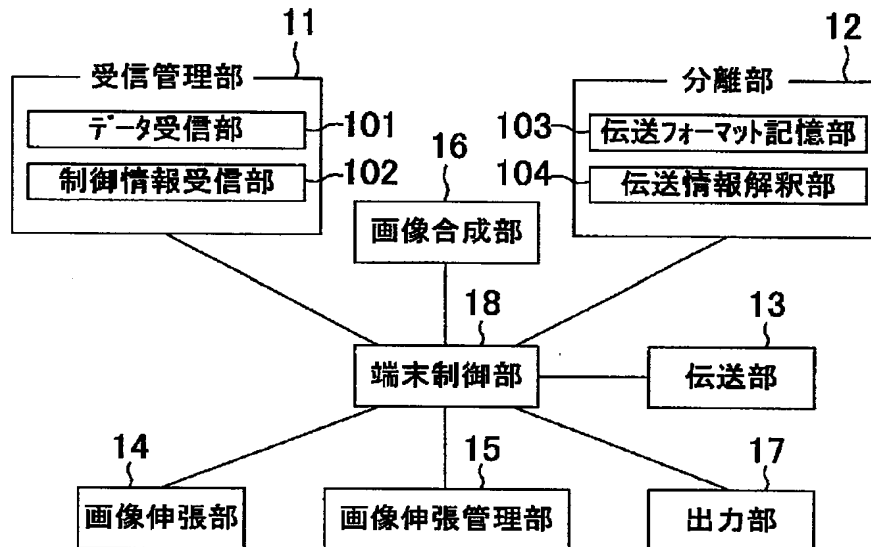 11
受信管理部
データ受信部
101
制御情報受信部
102
12
分離部
103
伝送フォーマット記憶部
104
伝送情報解釈部
16
画像合成部
18
端末制御部
13
伝送部
14
画像伸張部
15
画像伸張管理部
17
出力部